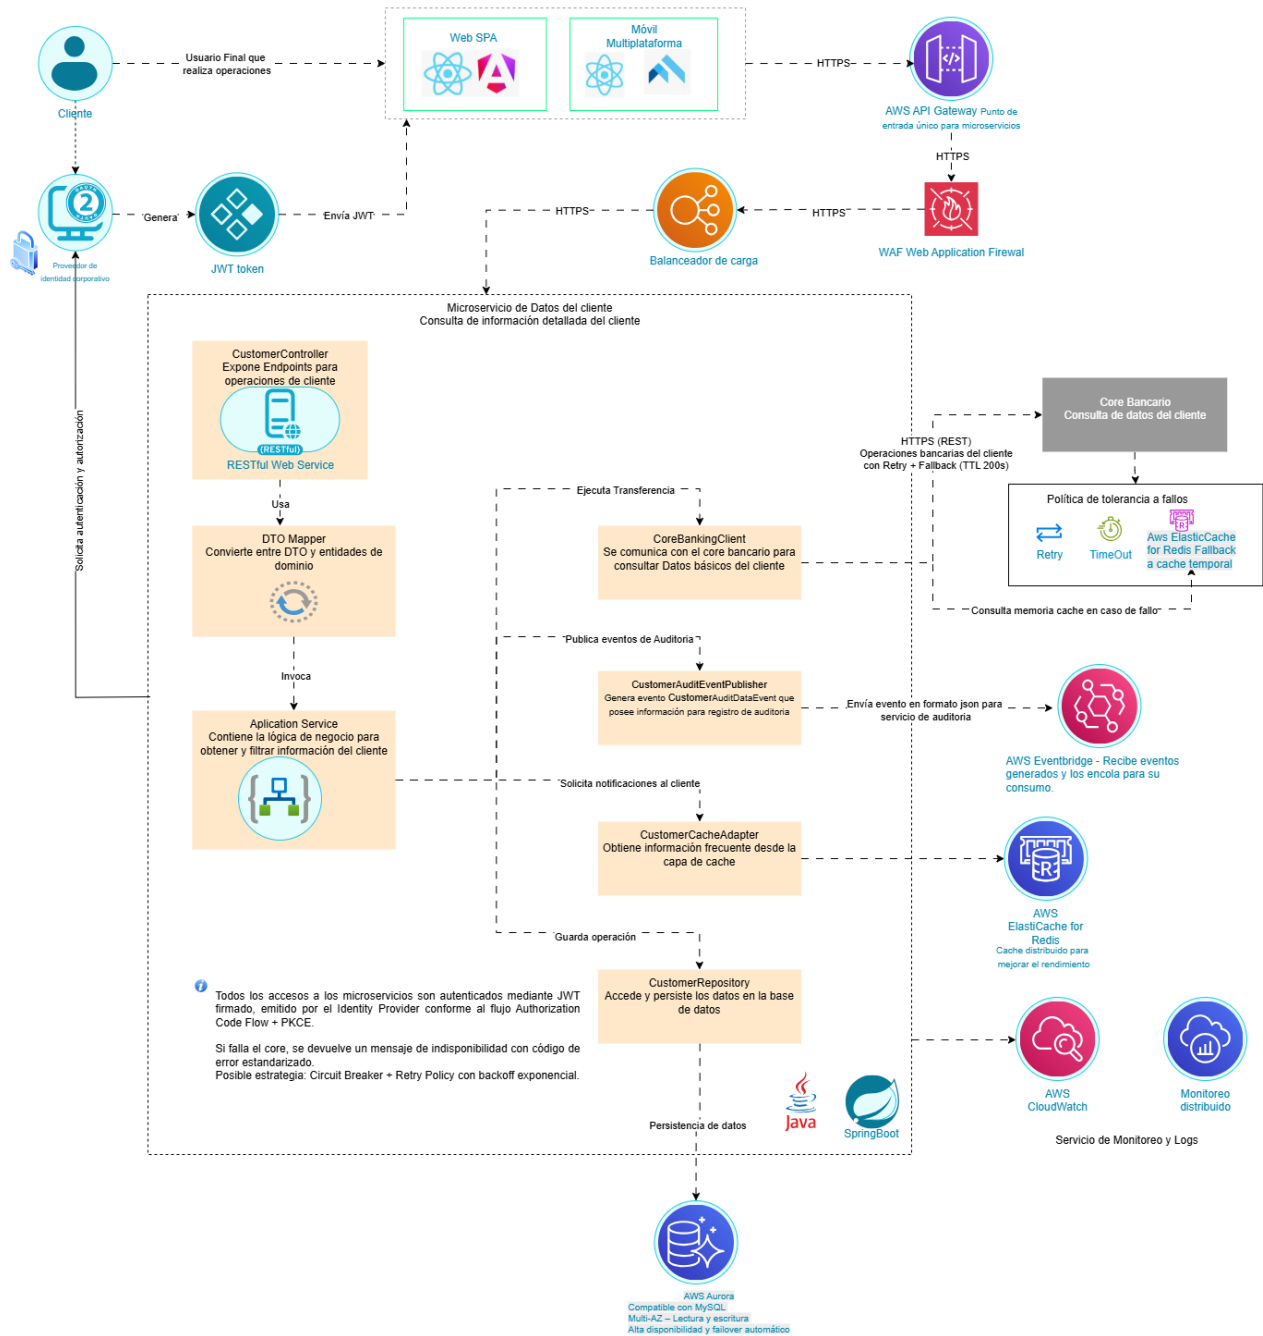 Cliente
Usuario Final que
realiza operaciones
Web SPA
Móvil
Multiplataforma
HTTPS
AWS API Gateway Punto de
entrada único para microservicios
HTTPS
WAF Web Application Firewal
HTTPS
Balanceador de carga
HTTPS
OAUTH
2
Proveedor de
identidad corporativo
Genera
JWT token
Envía JWT
Solicita autenticación y autorización
Microservicio de Datos del cliente
Consulta de información detallada del cliente
CustomerController
Expone Endpoints para
operaciones de cliente
{RESTful}
RESTful Web Service
Usa
DTO Mapper
Convierte entre DTO y entidades de
dominio
Invoca
Aplication Service
Contiene la lógica de negocio para
obtener y filtrar información del cliente
Ejecuta Transferencia
CoreBankingClient
Se comunica con el core bancario para
consultar Datos básicos del cliente
Publica eventos de Auditoria
CustomerAuditEventPublisher
Genera evento CustomerAuditDataEvent que
posee información para registro de auditoria
Solicita notificaciones al cliente
CustomerCacheAdapter
Obtiene información frecuente desde la
capa de cache
Guarda operación
CustomerRepository
Accede y persiste los datos en la base
de datos
HTTPS (REST)
Operaciones bancarias del cliente
con Retry + Fallback (TTL 200s)
Core Bancario
Consulta de datos del cliente
Política de tolerancia a fallos
Retry
TimeOut
R
Aws ElasticCache
for Redis Fallback
a cache temporal
Consulta memoria cache en caso de fallo
Envía evento en formato json para
servicio de auditoria
AWS Eventbridge - Recibe eventos
generados y los encola para su
consumo.
R
AWS
ElastiCache for
Redis
Cache distribuido para
mejorar el rendimiento
AWS
CloudWatch
Monitoreo
distribuido
Servicio de Monitoreo y Logs
i
Todos los accesos a los microservicios son autenticados mediante JWT
firmado, emitido por el Identity Provider conforme al flujo Authorization
Code Flow + PKCE.
Si falla el core, se devuelve un mensaje de indisponibilidad con código de
error estandarizado.
Posible estrategia: Circuit Breaker + Retry Policy con backoff exponencial.
Java
SpringBoot
Persistencia de datos
AWS Aurora
Compatible con MySQL
Multi-AZ – Lectura y escritura
Alta disponibilidad y failover automático